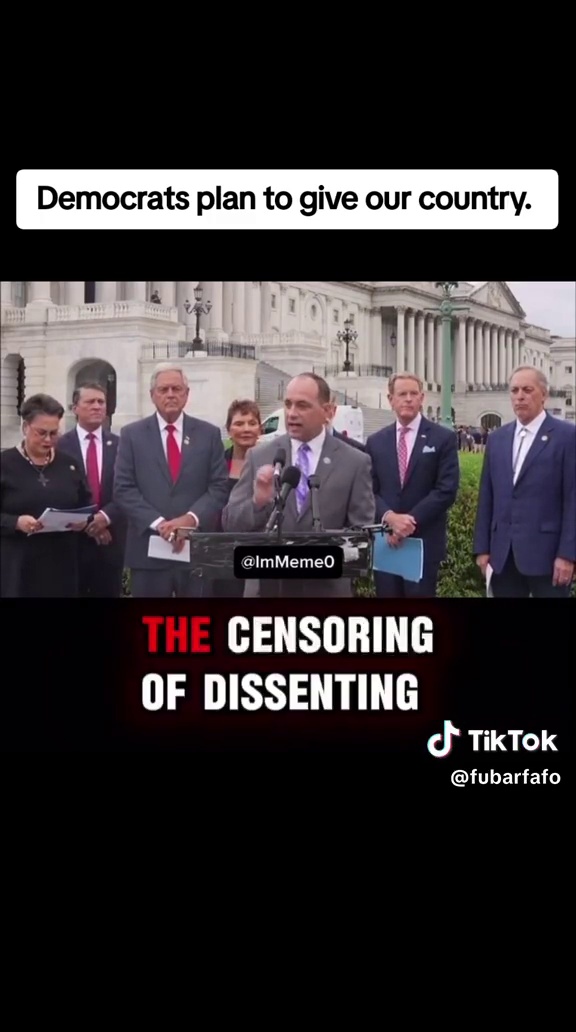 Democrats plan to give our country.
@ImMeme0
THE CENSORING
OF DISSENTING
TikTok
@fubarfafo